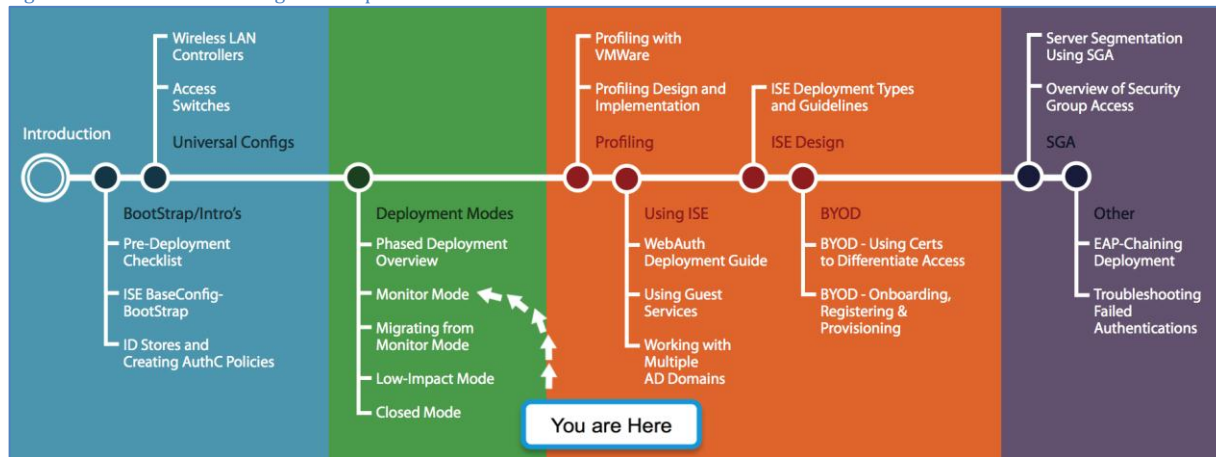 Wireless LAN
Controllers
Access
Switches
Universal Configs
Introduction
BootStrap/Intro's
Pre-Deployment
Checklist
ISE BaseConfig-
BootStrap
ID Stores and
Creating AuthC Policies
Deployment Modes
Phased Deployment
Overview
Monitor Mode
Migrating from
Monitor Mode
Low-Impact Mode
Closed Mode
You are Here
Profiling with
VMWare
Profiling Design and
Implementation
Profiling
Using ISE
WebAuth
Deployment Guide
Using Guest
Services
Working with
Multiple
AD Domains
ISE Deployment Types
and Guidelines
ISE Design
BYOD
BYOD - Using Certs
to Differentiate Access
BYOD - Onboarding,
Registering &
Provisioning
Server Segmentation
Using SGA
Overview of Security
Group Access
SGA
Other
EAP-Chaining
Deployment
Troubleshooting
Failed
Authentications